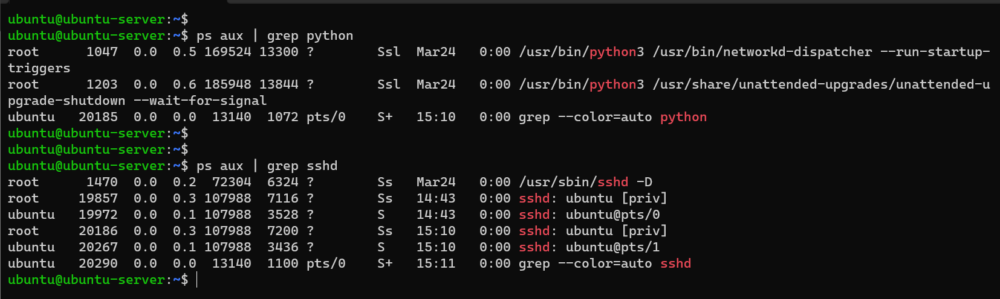 ubuntu@ubuntu-server:~$
ubuntu@ubuntu-server:~$ ps aux | grep python
root      1047  0.0  0.5 169524 13300 ?        Ssl  Mar24   0:00 /usr/bin/python3 /usr/bin/networkd-dispatcher --run-startup-
triggers
root      1203  0.0  0.6 185948 13844 ?        Ssl  Mar24   0:00 /usr/bin/python3 /usr/share/unattended-upgrades/unattended-u
pgrade-shutdown --wait-for-signal
ubuntu   20185  0.0  0.0  13140  1072 pts/0    S+   15:10   0:00 grep --color=auto python
ubuntu@ubuntu-server:~$
ubuntu@ubuntu-server:~$
ubuntu@ubuntu-server:~$ ps aux | grep sshd
root      1470  0.0  0.2  72304  6324 ?        Ss   Mar24   0:00 /usr/sbin/sshd -D
root     19857  0.0  0.3 107988  7116 ?        Ss   14:43   0:00 sshd: ubuntu [priv]
ubuntu   19972  0.0  0.1 107988  3528 ?        S    14:43   0:00 sshd: ubuntu@pts/0
root     20186  0.0  0.3 107988  7200 ?        Ss   15:10   0:00 sshd: ubuntu [priv]
ubuntu   20267  0.0  0.1 107988  3436 ?        S    15:10   0:00 sshd: ubuntu@pts/1
ubuntu   20290  0.0  0.0  13140  1100 pts/0    S+   15:11   0:00 grep --color=auto sshd
ubuntu@ubuntu-server:~$